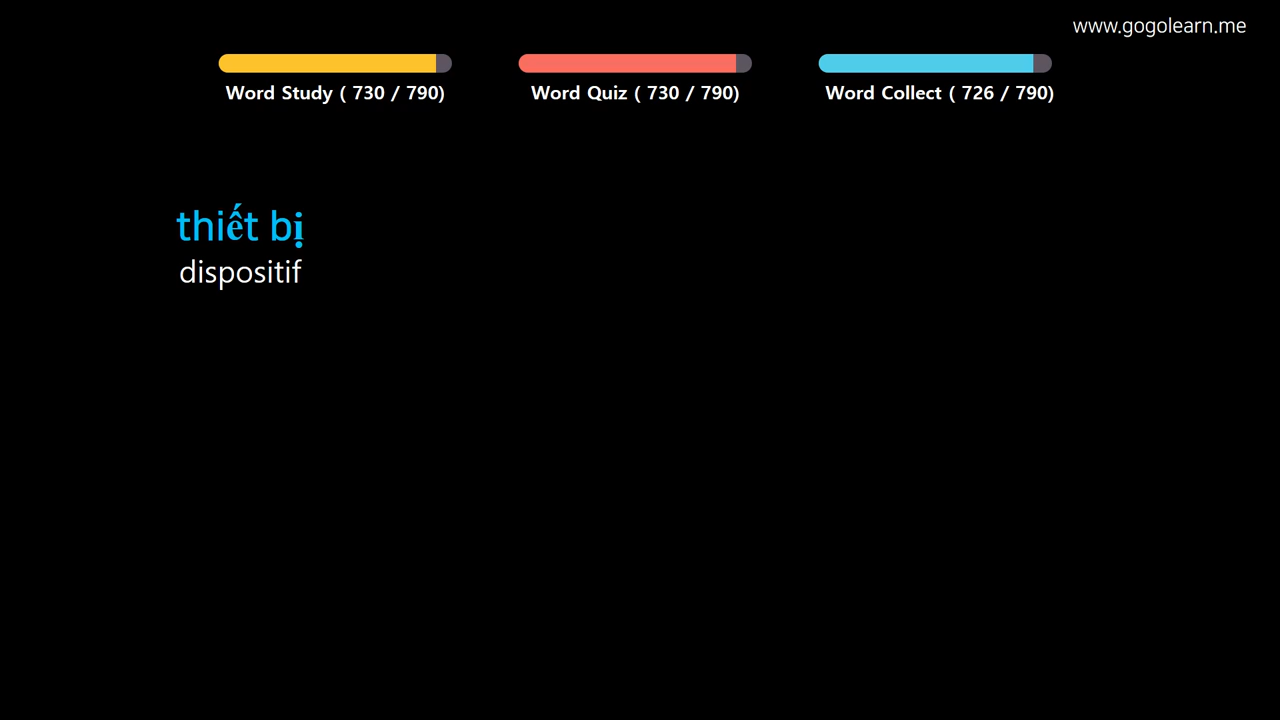 www.gogolearn.me
Word Study ( 730 / 790)
Word Quiz ( 730 / 790)
Word Collect ( 726 / 790)
thiết bị
dispositif